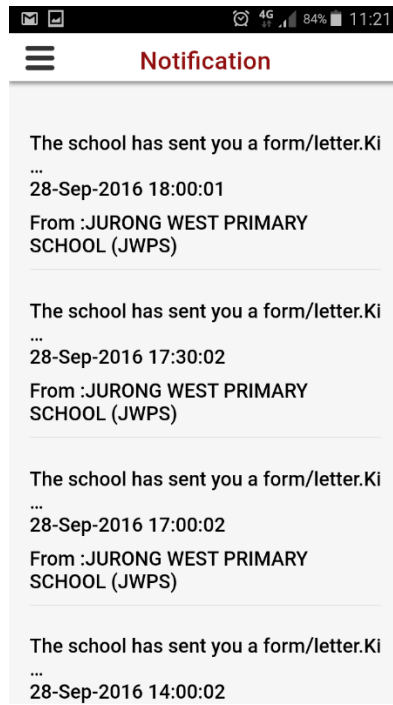 4G 84% 11:21
Notification
The school has sent you a form/letter.Ki
...
28-Sep-2016 18:00:01
From :JURONG WEST PRIMARY
SCHOOL (JWPS)
The school has sent you a form/letter.Ki
...
28-Sep-2016 17:30:02
From :JURONG WEST PRIMARY
SCHOOL (JWPS)
The school has sent you a form/letter.Ki
...
28-Sep-2016 17:00:02
From :JURONG WEST PRIMARY
SCHOOL (JWPS)
The school has sent you a form/letter.Ki
...
28-Sep-2016 14:00:02